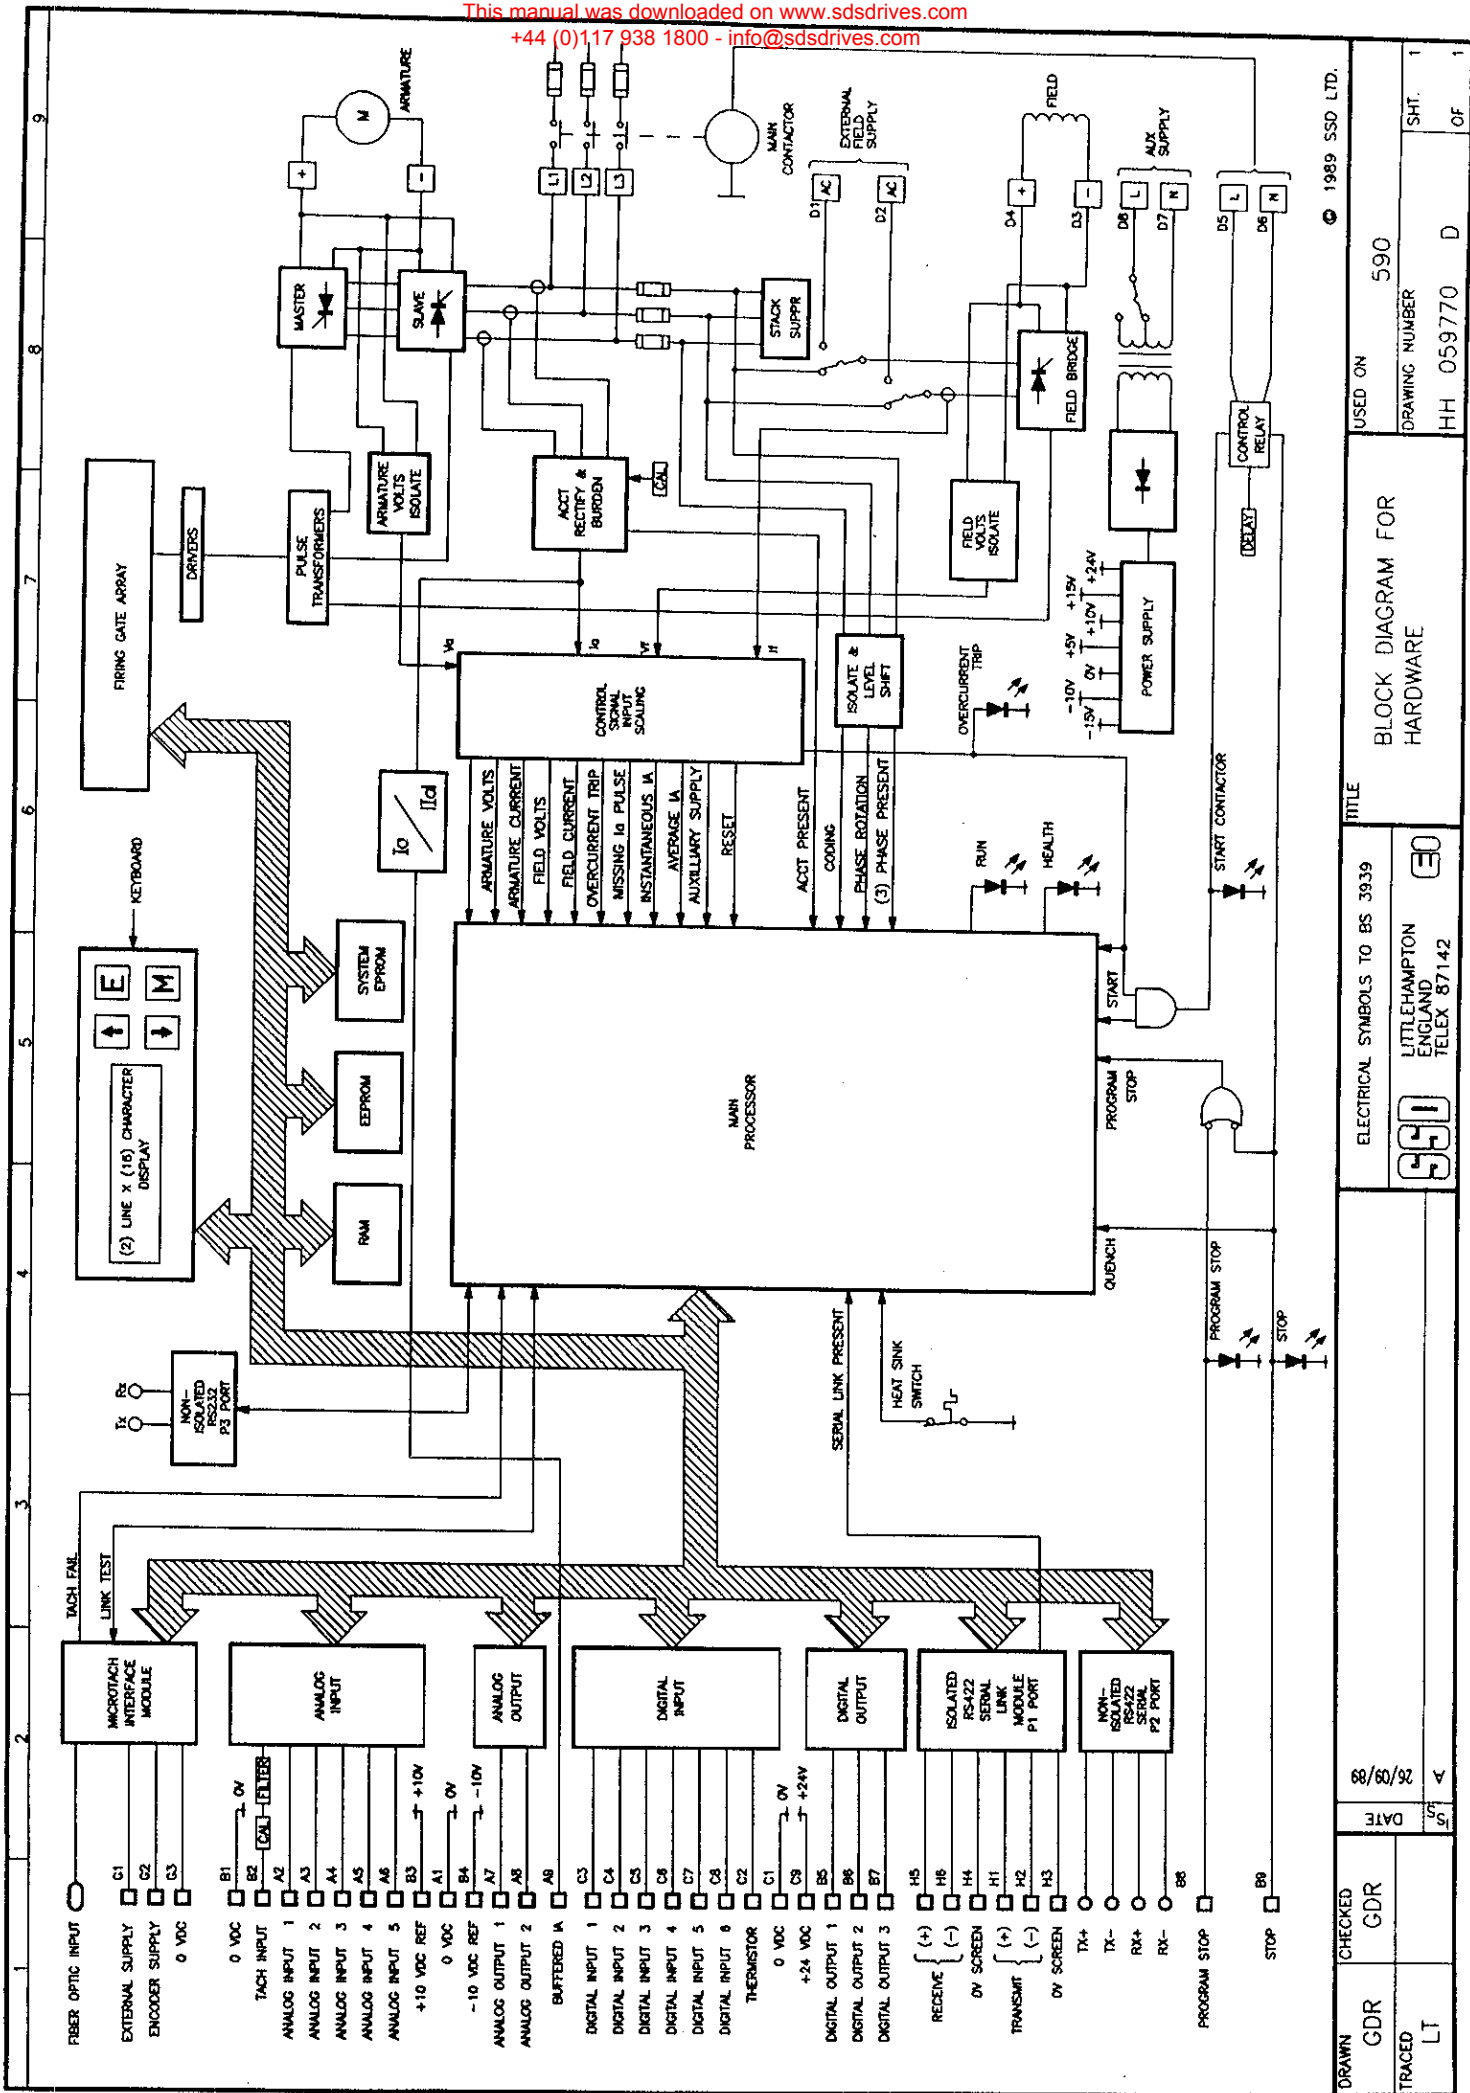 This manual was downloaded on www.sdsdrives.com
+44 (0)117 938 1800 - info@sdsdrives.com
1
2
3
4
5
6
7
8
9
FIBER OPTIC INPUT
EXTERNAL SUPPLY G1
ENCODER SUPPLY G2
0 VDC G3
MICROTACH
INTERFACE
MODULE
TACH FAIL
LINK TEST
0 VDC B1
0V
TACH INPUT B2
CAL
FILTER
ANALOG INPUT 1 A2
ANALOG INPUT 2 A3
ANALOG INPUT 3 A4
ANALOG INPUT 4 A5
ANALOG INPUT 5 A6
ANALOG
INPUT
+10 VDC REF B3
+10V
0 VDC A1
0V
-10 VDC REF B4
-10V
ANALOG OUTPUT 1 A7
ANALOG OUTPUT 2 A8
ANALOG
OUTPUT
BUFFERED IA A9
DIGITAL INPUT 1 C3
DIGITAL INPUT 2 C4
DIGITAL INPUT 3 C5
DIGITAL INPUT 4 C6
DIGITAL INPUT 5 C7
DIGITAL INPUT 6 C8
THERMISTOR C2
DIGITAL
INPUT
0 VDC C1
0V
+24 VDC C9
+24V
DIGITAL OUTPUT 1 B5
DIGITAL OUTPUT 2 B6
DIGITAL OUTPUT 3 B7
DIGITAL
OUTPUT
RECEIVE
(+) H5
(-) H6
0V SCREEN H4
TRANSMIT
(+) H1
(-) H2
0V SCREEN H3
ISOLATED
RS422
SERIAL
LINK
MODULE
P1 PORT
TX+
TX-
RX+
RX-
NON-
ISOLATED
RS422
SERIAL
P2 PORT
PROGRAM STOP B8
STOP B9
Tx
Rx
NON-
ISOLATED
RS232
P3 PORT
SERIAL LINK PRESENT
HEAT SINK
SWITCH
PROGRAM STOP
STOP
(2) LINE X (16) CHARACTER
DISPLAY
E
M
KEYBOARD
RAM
EEPROM
SYSTEM
EPROM
MAIN
PROCESSOR
QUENCH
PROGRAM
STOP
START
ARMATURE VOLTS
ARMATURE CURRENT
FIELD VOLTS
FIELD CURRENT
OVERCURRENT TRIP
MISSING Ia PULSE
INSTANTANEOUS IA
AVERAGE IA
AUXILLIARY SUPPLY
RESET
ACCT PRESENT
CODING
PHASE ROTATION
(3) PHASE PRESENT
RUN
HEALTH
START CONTACTOR
FIRING GATE ARRAY
DRIVERS
PULSE
TRANSFORMERS
ARMATURE
VOLTS
ISOLATE
ACCT
RECTIFY &
BURDEN
CAL
Va
Ia
Vf
If
CONTROL
SIGNAL
INPUT
SCALING
ISOLATE &
LEVEL
SHIFT
OVERCURRENT
TRIP
FIELD
VOLTS
ISOLATE
-15V
-10V
0V
+5V
+10V
+15V
+24V
POWER SUPPLY
DELAY
CONTROL
RELAY
MASTER
SLAVE
+
-
M
ARMATURE
L1
L2
L3
MAIN
CONTACTOR
STACK
SUPPR
EXTERNAL
FIELD
SUPPLY
D1
AC
D2
AC
FIELD BRIDGE
FIELD
D4
+
D3
-
AUX
SUPPLY
D8
L
D7
N
D5
L
D6
N
© 1989 SSD LTD.
DRAWN
GDR
CHECKED
GDR
TRACED
LT
ISS
DATE
A
26/09/89
ELECTRICAL SYMBOLS TO BS 3939
SSD
LITTLEHAMPTON
ENGLAND
TELEX 87142
TITLE
BLOCK DIAGRAM FOR
HARDWARE
USED ON
590
DRAWING NUMBER
HH 059770 D
SHT. 1
OF 1